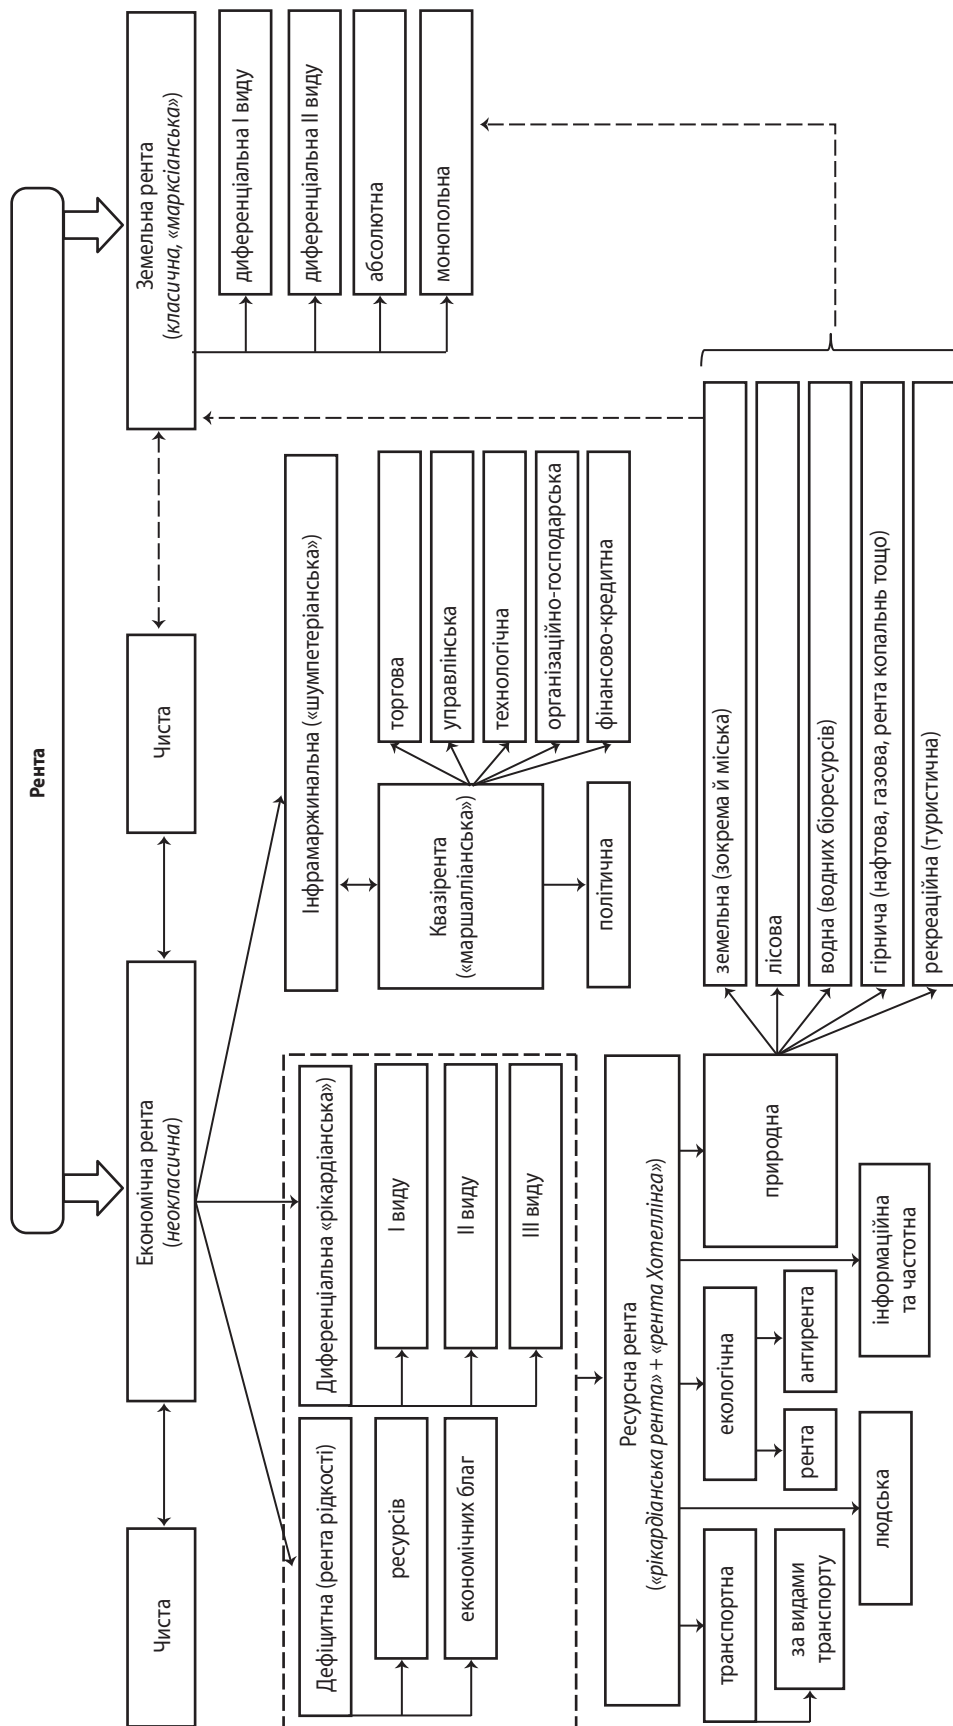 Рента
Чиста
Економічна рента
(неокласична)
Чиста
Земельна рента
(класична, «марксіанська»)
Дефіцитна (рента рідкості)
ресурсів
економічних благ
Диференціальна «рікардіанська»)
І виду
ІІ виду
ІІІ виду
Інфрамаржинальна («шумпетеріанська»)
Квазірента
(«маршалліанська»)
політична
торгова
управлінська
технологічна
організаційно-господарська
фінансово-кредитна
диференціальна І виду
диференціальна ІІ виду
абсолютна
монопольна
Ресурсна рента
(«рікардіанська рента» + «рента Хотеллінга»)
транспортна
за видами
транспорту
людська
екологічна
рента
антирента
інформаційна
та частотна
природна
земельна (зокрема й міська)
лісова
водна (водних біоресурсів)
гірнича (нафтова, газова, рента копальнь тощо)
рекреаційна (туристична)